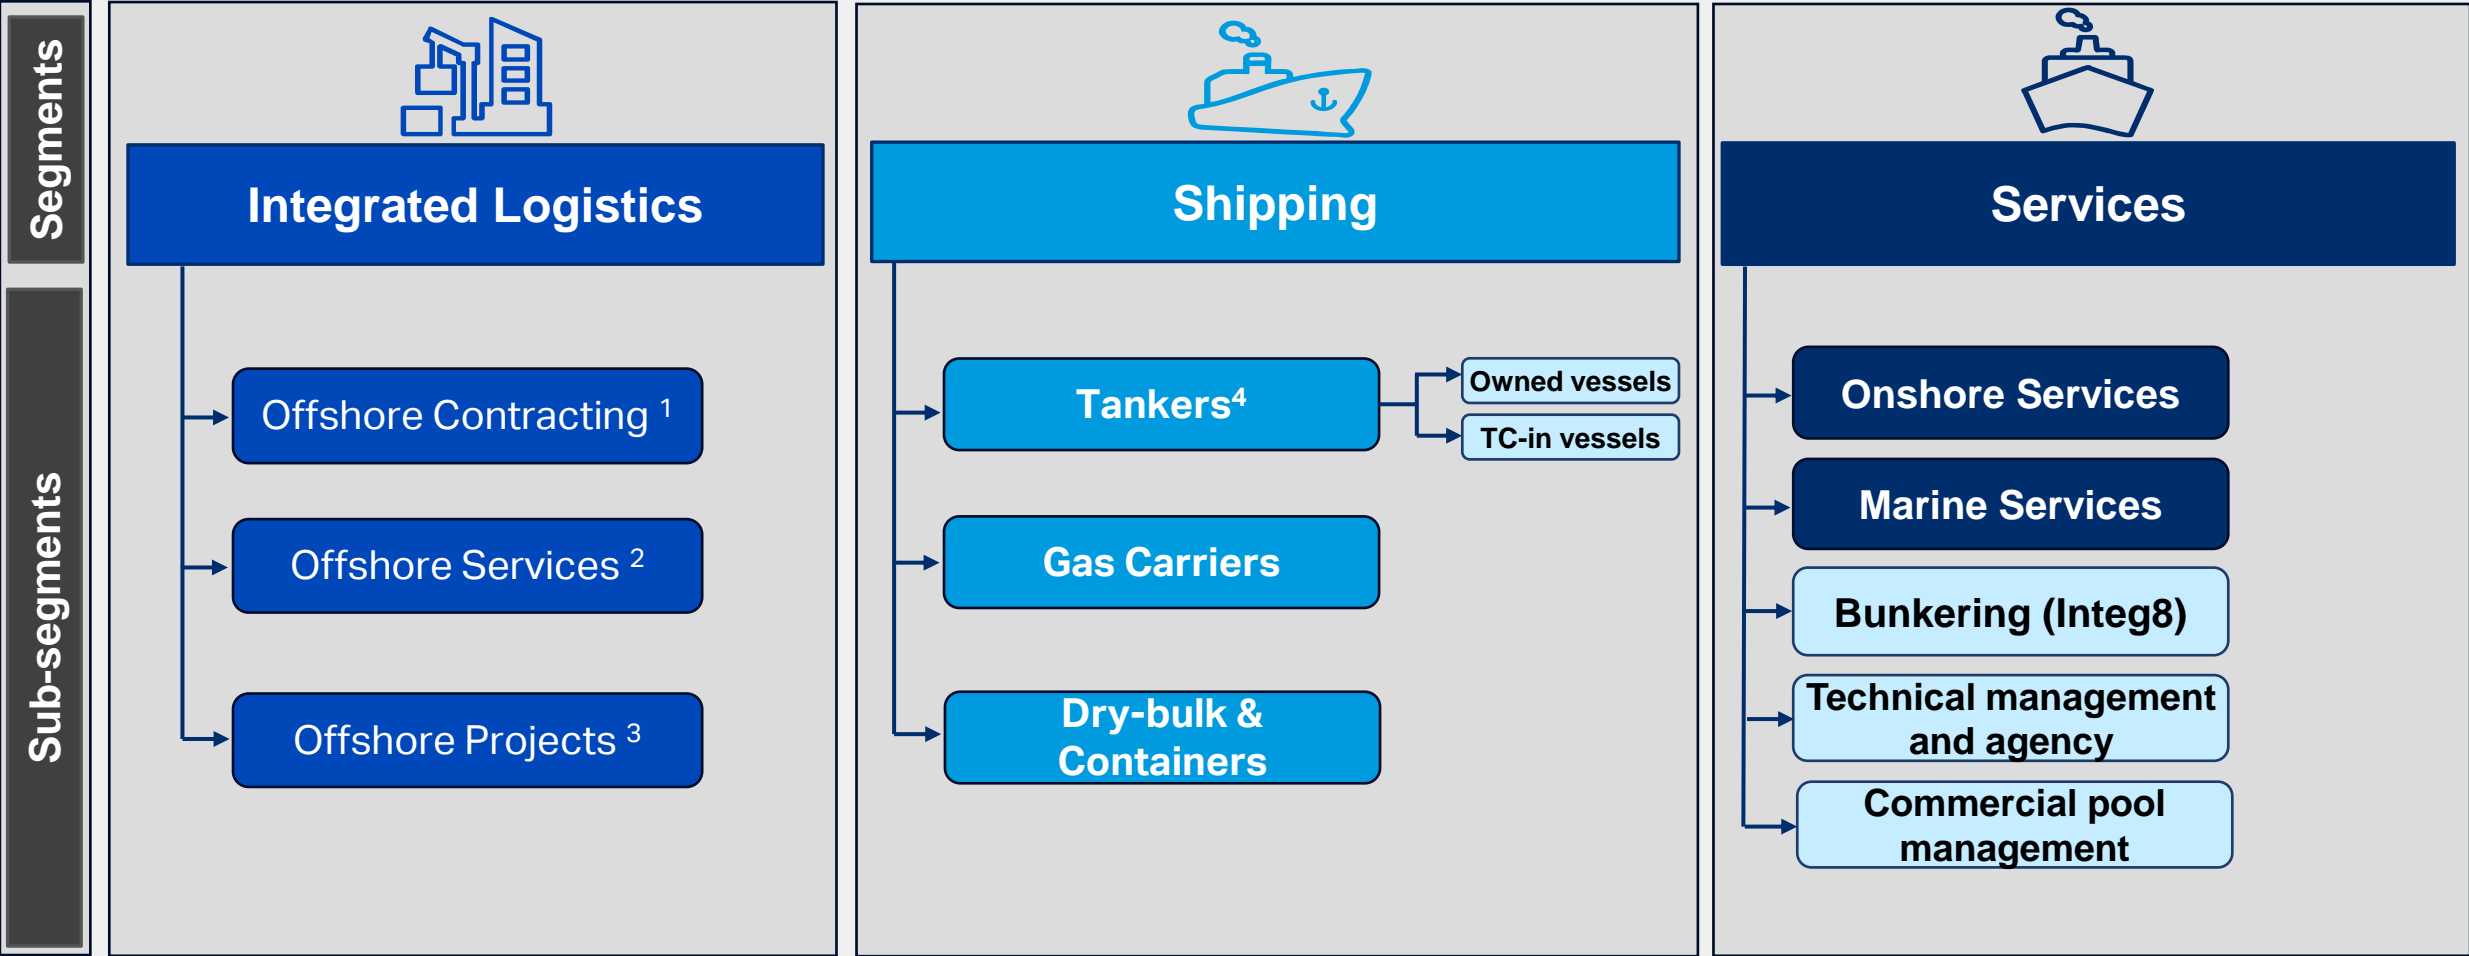 Segments
Integrated Logistics
Shipping
Services
Sub-segments
Offshore Contracting 1
Offshore Services 2
Offshore Projects 3
Tankers4
Owned vessels
TC-in vessels
Gas Carriers
Dry-bulk &
Containers
Onshore Services
Marine Services
Bunkering (Integ8)
Technical management
and agency
Commercial pool
management